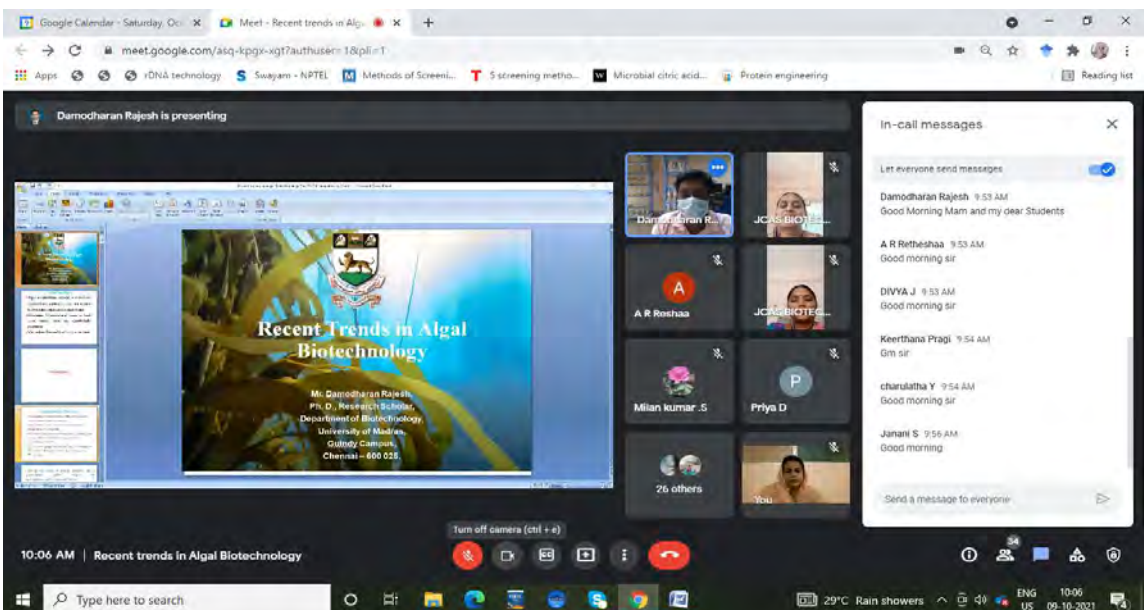 Google Calendar - Saturday, Oc
Meet - Recent trends in Alg
meet.google.com/asq-kpgx-xgt?authuser=1&pli=1
Apps
rDNA technology
Swayam - NPTEL
Methods of Screeni...
5 screening metho...
Microbial citric acid...
Protein engineering
Reading list
Damodharan Rajesh is presenting
Recent Trends in Algal
Biotechnology
Mr. Damodharan Rajesh,
Ph. D., Research Scholar,
Department of Biotechnology,
University of Madras,
Guindy Campus,
Chennai – 600 025.
Damodharan R...
JCAS BIOTEC...
A
A R Reshaa
JCAS BIOTEC...
Milan kumar .S
P
Priya D
26 others
You
In-call messages
Let everyone send messages
Damodharan Rajesh 9:53 AM
Good Morning Mam and my dear Students
A R Retheshaa 9:53 AM
Good morning sir
DIVYA J 9:53 AM
Good morning sir
Keerthana Pragi 9:54 AM
Gm sir
charulatha Y 9:54 AM
Good morning sir
Janani S 9:56 AM
Good morning
Send a message to everyone
Turn off camera (ctrl + e)
10:06 AM | Recent trends in Algal Biotechnology
34
Type here to search
29°C Rain showers
ENG
US
10:06
09-10-2021